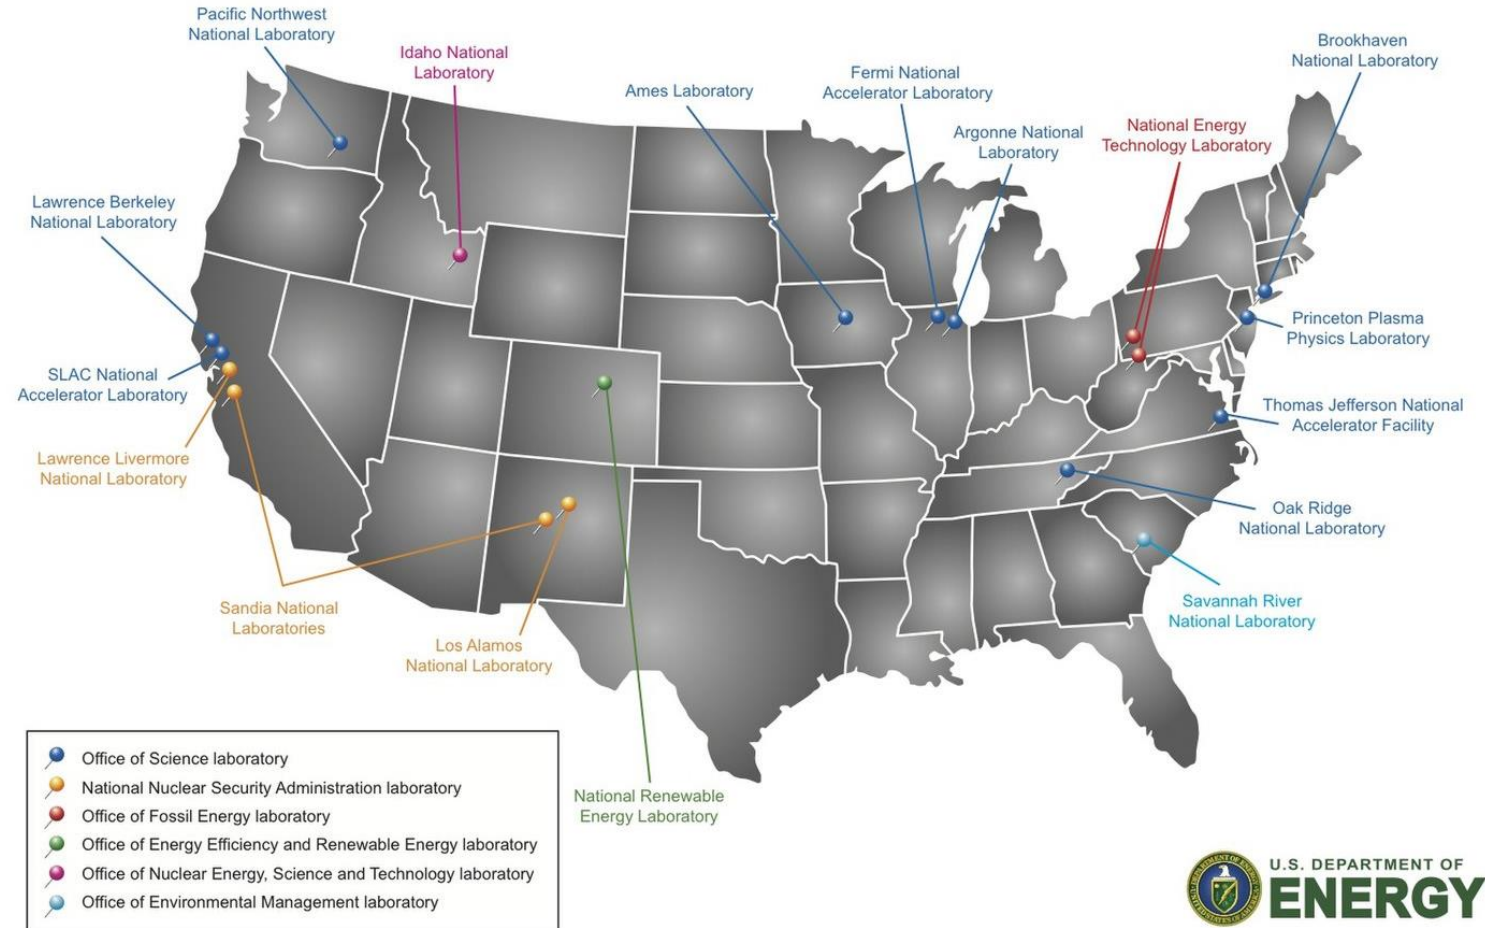 Pacific Northwest
National Laboratory
Idaho National
Laboratory
Ames Laboratory
Fermi National
Accelerator Laboratory
Argonne National
Laboratory
National Energy
Technology Laboratory
Brookhaven
National Laboratory
Lawrence Berkeley
National Laboratory
SLAC National
Accelerator Laboratory
Lawrence Livermore
National Laboratory
Sandia National
Laboratories
Los Alamos
National Laboratory
National Renewable
Energy Laboratory
Princeton Plasma
Physics Laboratory
Thomas Jefferson National
Accelerator Facility
Oak Ridge
National Laboratory
Savannah River
National Laboratory
Office of Science laboratory
National Nuclear Security Administration laboratory
Office of Fossil Energy laboratory
Office of Energy Efficiency and Renewable Energy laboratory
Office of Nuclear Energy, Science and Technology laboratory
Office of Environmental Management laboratory
U.S. DEPARTMENT OF
ENERGY